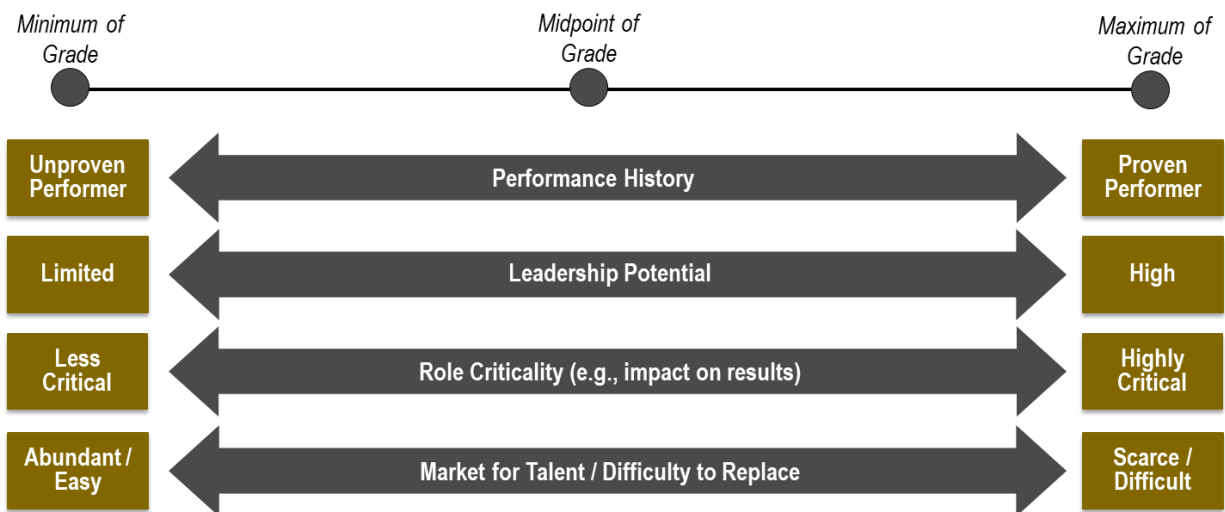 Minimum of
Grade
Midpoint of
Grade
Maximum of
Grade
Unproven
Performer
Performance History
Proven
Performer
Limited
Leadership Potential
High
Less
Critical
Role Criticality (e.g., impact on results)
Highly
Critical
Abundant /
Easy
Market for Talent / Difficulty to Replace
Scarce /
Difficult